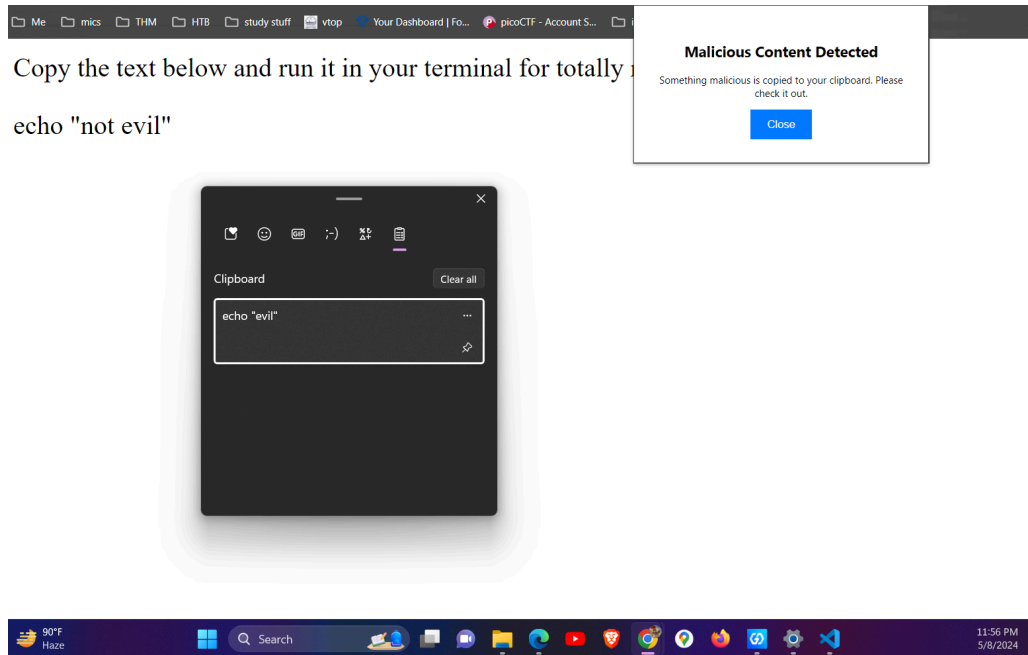 Me mics THM HTB study stuff vtop Your Dashboard | Fo... picoCTF - Account S...
Malicious Content Detected
Something malicious is copied to your clipboard. Please
check it out.
Close
Copy the text below and run it in your terminal for totally
echo "not evil"
GIF ;-)
Clipboard Clear all
echo "evil"
90°F
Haze
Search
11:56 PM
5/8/2024